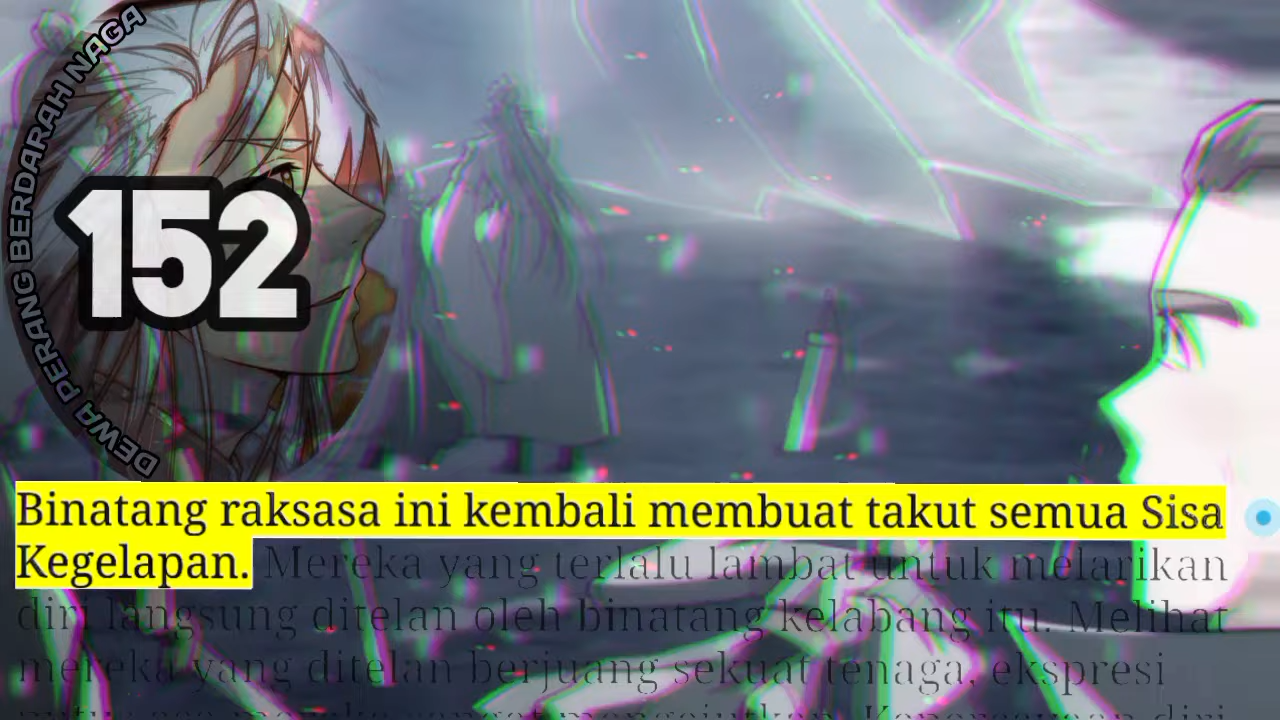 DEWA PERANG BERDARAH NAGA
152
Binatang raksasa ini kembali membuat takut semua Sisa
Kegelapan. Mereka yang terlalu lambat untuk melarikan
diri langsung ditelan oleh binatang kelabang itu. Melihat
mereka yang ditelan berjuang sekuat tenaga, ekspresi